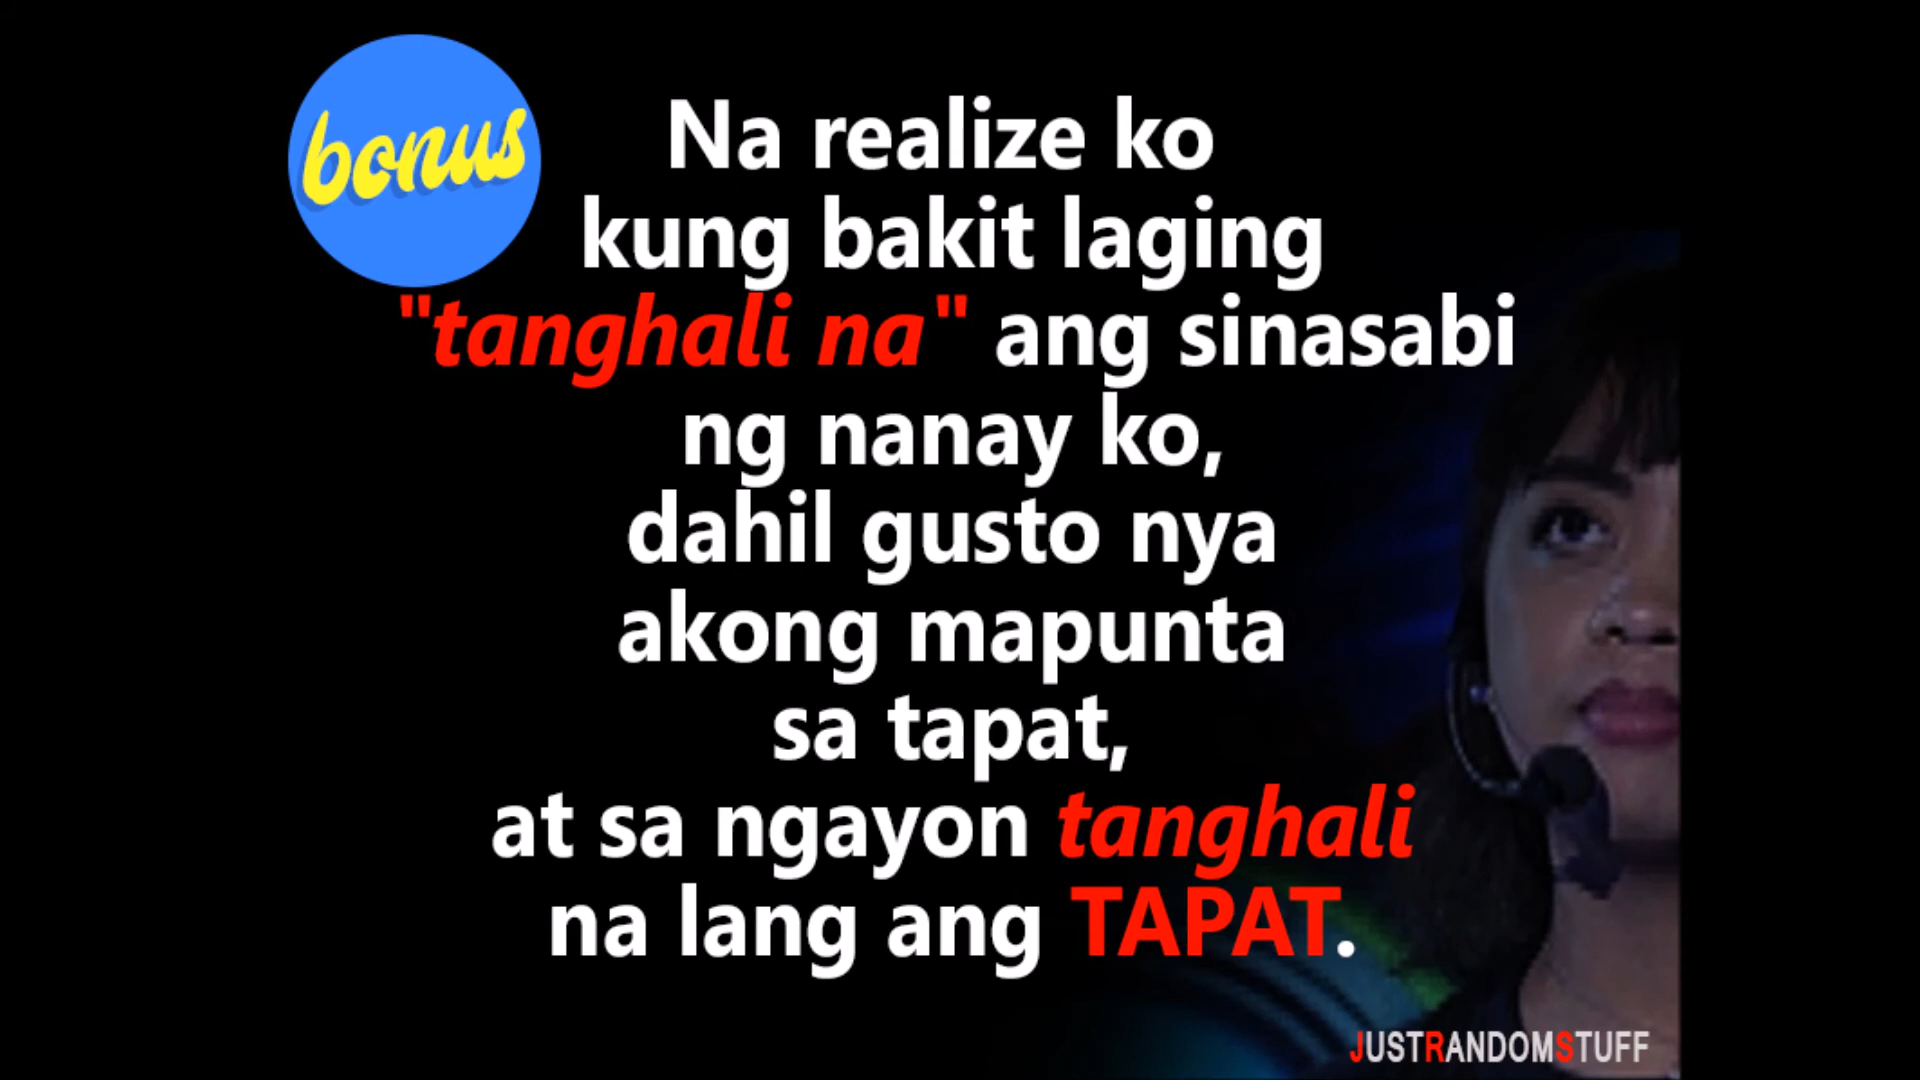 bonus
Na realize ko
kung bakit laging
"tanghali na" ang sinasabi
ng nanay ko,
dahil gusto nya
akong mapunta
sa tapat,
at sa ngayon tanghali
na lang ang TAPAT.
JUSTRANDOMSTUFF